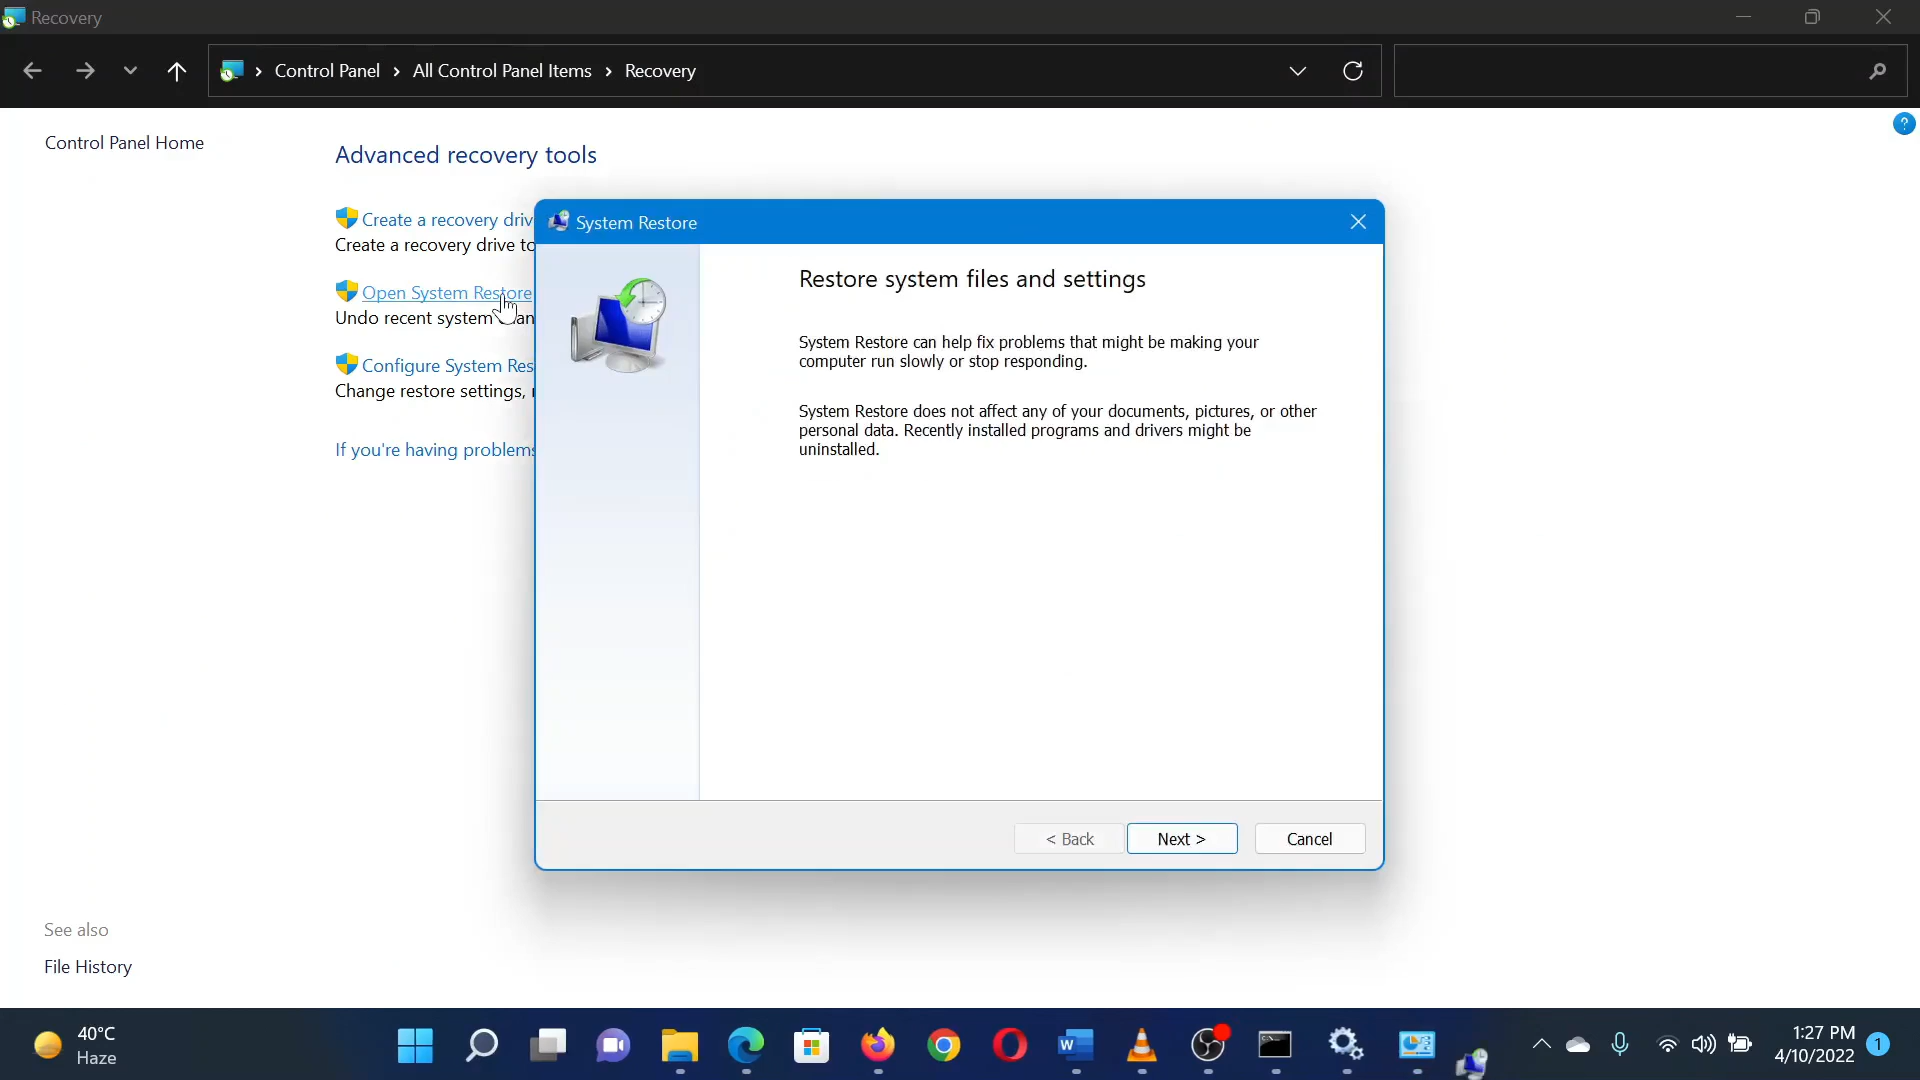 Recovery
Control Panel > All Control Panel Items > Recovery
Control Panel Home
Advanced recovery tools
Create a recovery driv
Create a recovery drive to
Open System Restore
Undo recent system
Configure System Res
Change restore settings,
If you're having problems
System Restore
Restore system files and settings
System Restore can help fix problems that might be making your
computer run slowly or stop responding.
System Restore does not affect any of your documents, pictures, or other
personal data. Recently installed programs and drivers might be
uninstalled.
< Back
Next >
Cancel
See also
File History
40°C
Haze
1:27 PM
4/10/2022
1